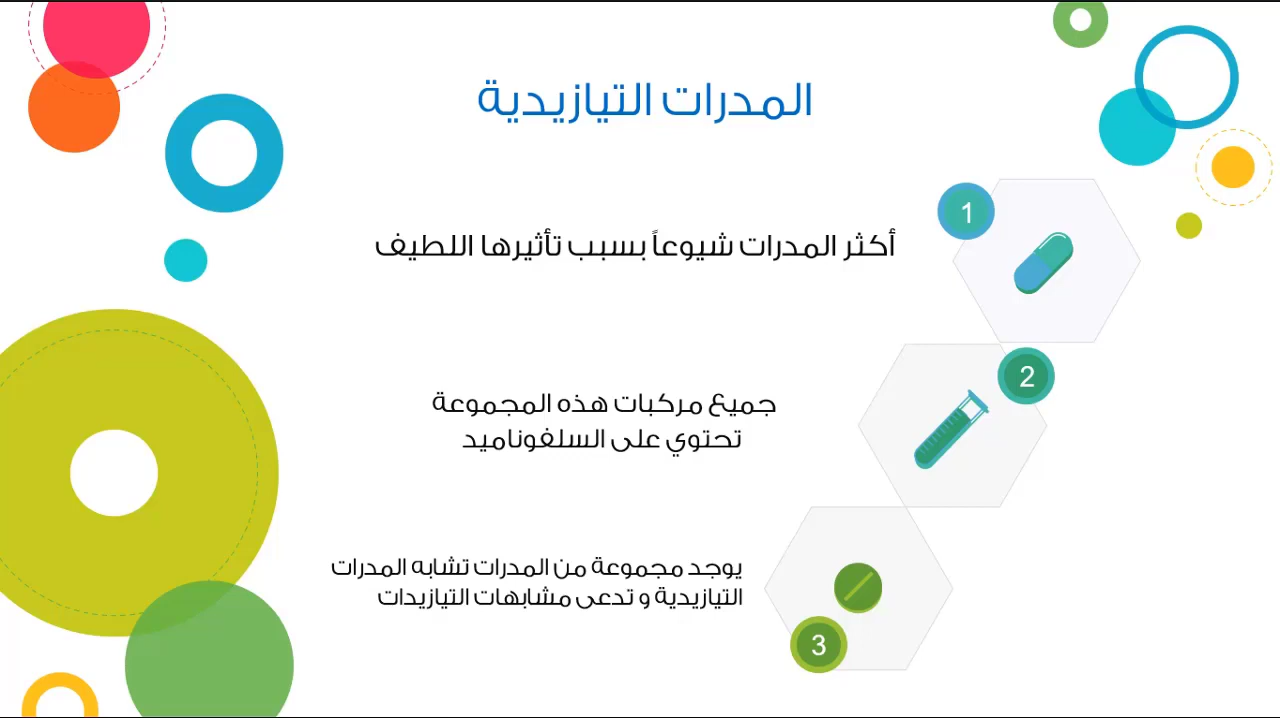 المدرات التيازيدية
1
أكثر المدرات شيوعاً بسبب تأثيرها اللطيف
2
جميع مركبات هذه المجموعة
تحتوي على السلفوناميد
يوجد مجموعة من المدرات تشابه المدرات
التيازيدية و تدعى مشابهات التيازيدات
3